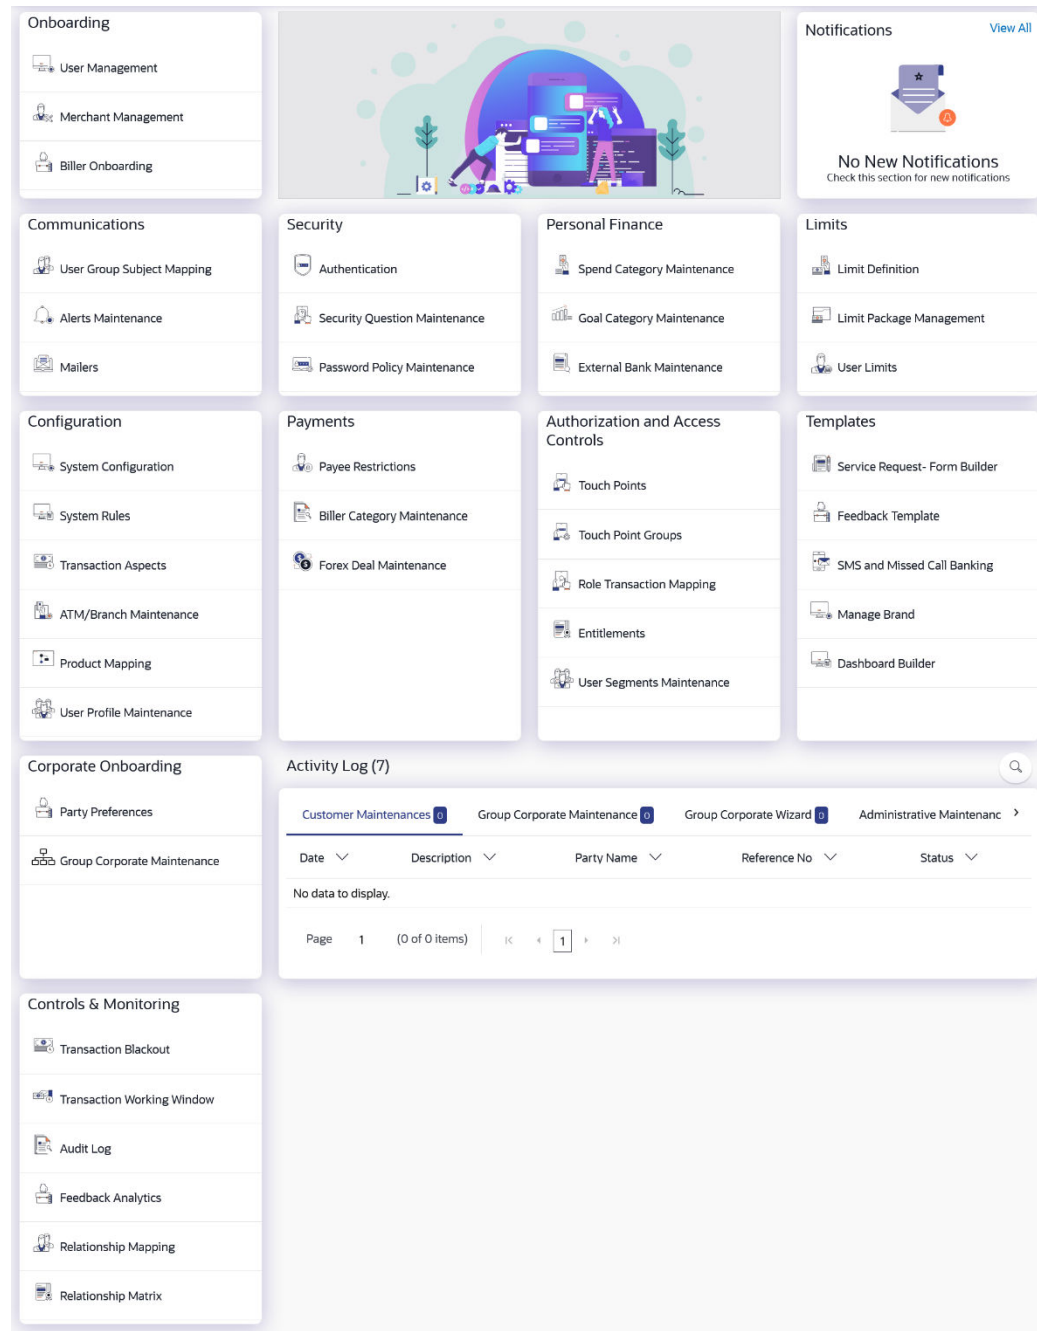 Onboarding
User Management
Merchant Management
Biller Onboarding
Notifications
View All
No New Notifications
Check this section for new notifications
Communications
User Group Subject Mapping
Alerts Maintenance
Mailers
Security
Authentication
Security Question Maintenance
Password Policy Maintenance
Personal Finance
Spend Category Maintenance
Goal Category Maintenance
External Bank Maintenance
Limits
Limit Definition
Limit Package Management
User Limits
Configuration
System Configuration
System Rules
Transaction Aspects
ATM/Branch Maintenance
Product Mapping
User Profile Maintenance
Payments
Payee Restrictions
Biller Category Maintenance
Forex Deal Maintenance
Authorization and Access
Controls
Touch Points
Touch Point Groups
Role Transaction Mapping
Entitlements
User Segments Maintenance
Templates
Service Request- Form Builder
Feedback Template
SMS and Missed Call Banking
Manage Brand
Dashboard Builder
Corporate Onboarding
Party Preferences
Group Corporate Maintenance
Activity Log (7)
Customer Maintenances 0 Group Corporate Maintenance 0 Group Corporate Wizard 0 Administrative Maintenanc
Date Description Party Name Reference No Status
No data to display.
Page 1 (0 of 0 items) 1
Controls & Monitoring
Transaction Blackout
Transaction Working Window
Audit Log
Feedback Analytics
Relationship Mapping
Relationship Matrix